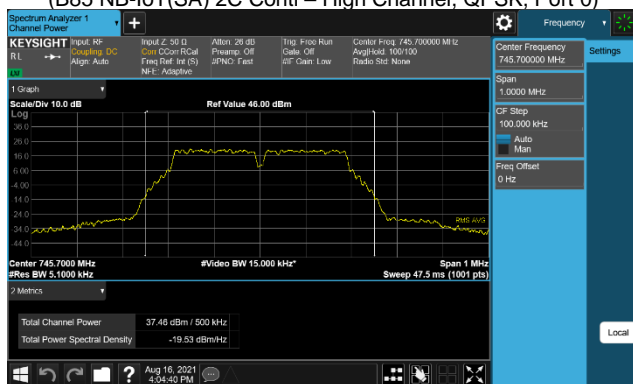 (B85 NB-IoT(SA) 2C Conti – High Channel, QPSK, Port 0)
Spectrum Analyzer 1
Channel Power
Frequency
KEYSIGHT
RL
Input: RF
Coupling: DC
Align: Auto
Input Z: 50 Ω
Corr CCorr RCal
Freq Ref: Int (S)
NFE: Adaptive
Atten: 26 dB
Preamp: Off
#PNO: Fast
Trig: Free Run
Gate: Off
#IF Gain: Low
Center Freq: 745.700000 MHz
Avg|Hold: 100/100
Radio Std: None
Center Frequency
745.700000 MHz
Settings
Span
1.0000 MHz
CF Step
100.000 kHz
Auto
Man
Freq Offset
0 Hz
1 Graph
Scale/Div 10.0 dB
Ref Value 46.00 dBm
Log
36.0
26.0
16.0
6.00
-4.00
-14.0
-24.0
-34.0
-44.0
RMS AVG
Center 745.7000 MHz
#Video BW 15.000 kHz*
Span 1 MHz
#Res BW 5.1000 kHz
Sweep 47.5 ms (1001 pts)
2 Metrics
Total Channel Power 37.46 dBm / 500 kHz
Total Power Spectral Density -19.53 dBm/Hz
Local
Aug 16, 2021
4:04:40 PM